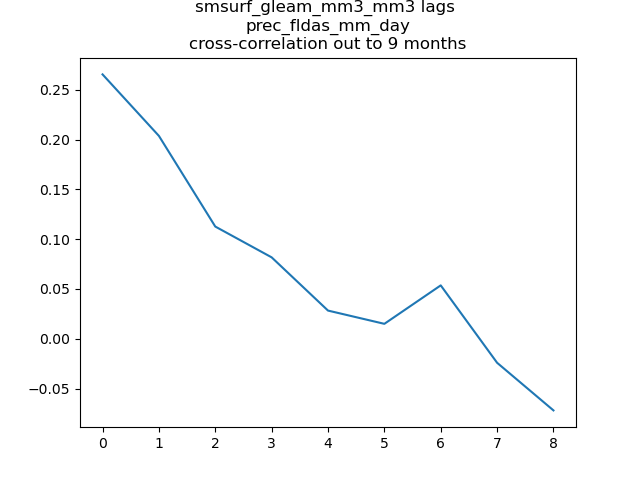 smsurf_gleam_mm3_mm3 lags
prec_fldas_mm_day
cross-correlation out to 9 months
0.25
0.20
0.15
0.10
0.05
0.00
−0.05
0 1 2 3 4 5 6 7 8